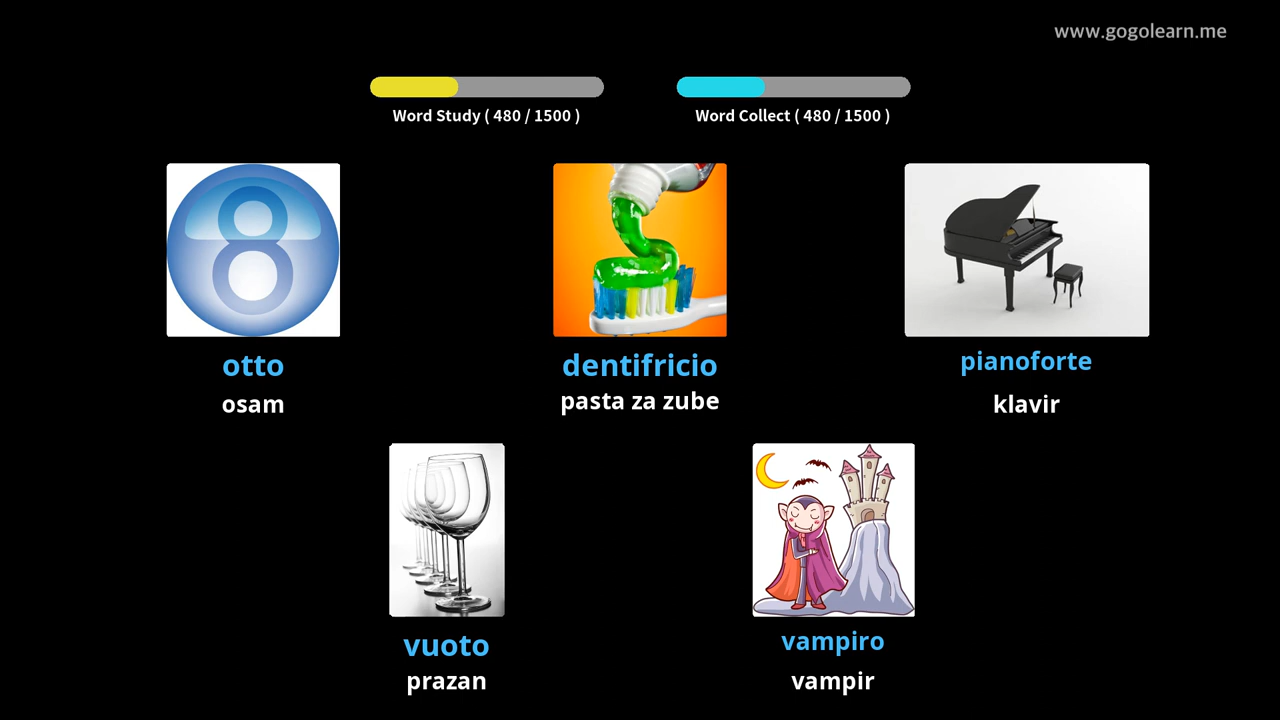 www.gogolearn.me
Word Study ( 480 / 1500 )
Word Collect ( 480 / 1500 )
8
otto
dentifricio
pianoforte
osam
pasta za zube
klavir
vuoto
vampiro
prazan
vampir